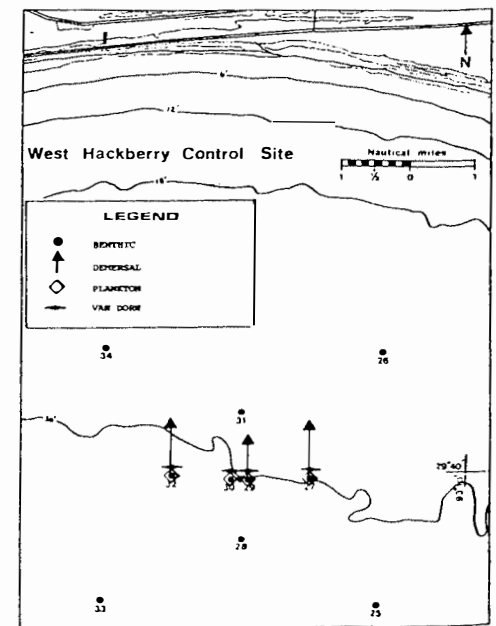 N
6'
12'
West Hackberry Control Site
Nautical miles
1 ½ 0 1
18'
LEGEND
BENTHIC
DEMERSAL
PLANKTON
VAN DORN
34
26
31
29°40'
32 30 29 27
28
33
25